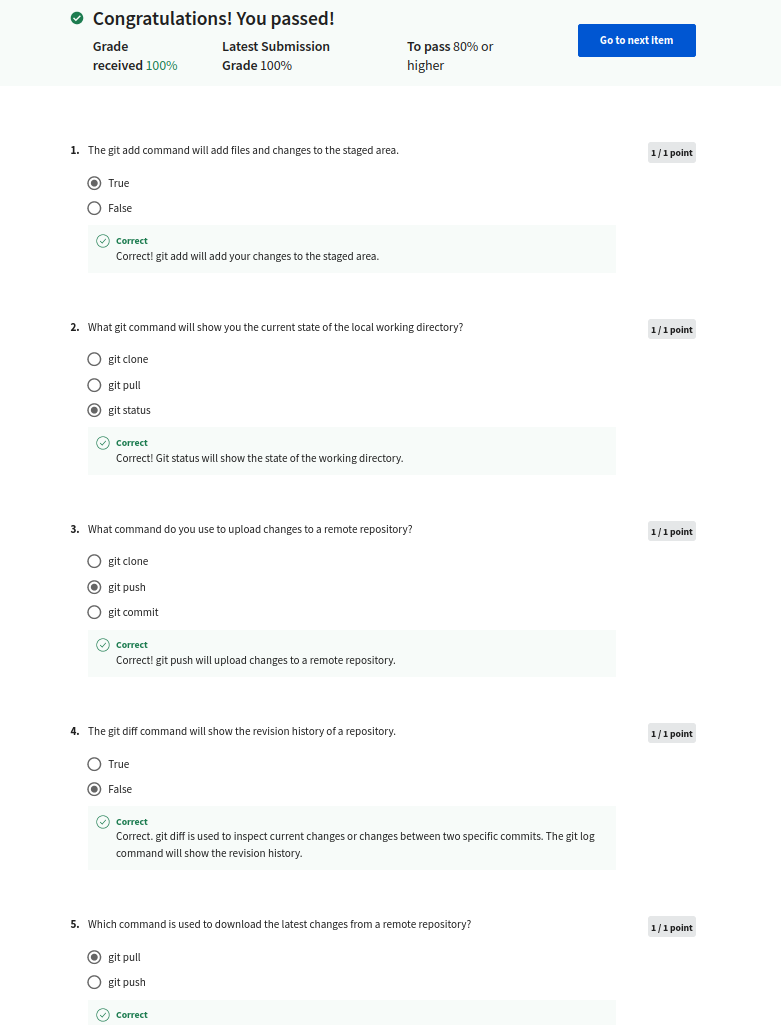 Congratulations! You passed!
Grade received 100%
Latest Submission Grade 100%
To pass 80% or higher
Go to next item
1. The git add command will add files and changes to the staged area.
1 / 1 point
True
False
Correct
Correct! git add will add your changes to the staged area.
2. What git command will show you the current state of the local working directory?
1 / 1 point
git clone
git pull
git status
Correct
Correct! Git status will show the state of the working directory.
3. What command do you use to upload changes to a remote repository?
1 / 1 point
git clone
git push
git commit
Correct
Correct! git push will upload changes to a remote repository.
4. The git diff command will show the revision history of a repository.
1 / 1 point
True
False
Correct
Correct. git diff is used to inspect current changes or changes between two specific commits. The git log
command will show the revision history.
5. Which command is used to download the latest changes from a remote repository?
1 / 1 point
git pull
git push
Correct